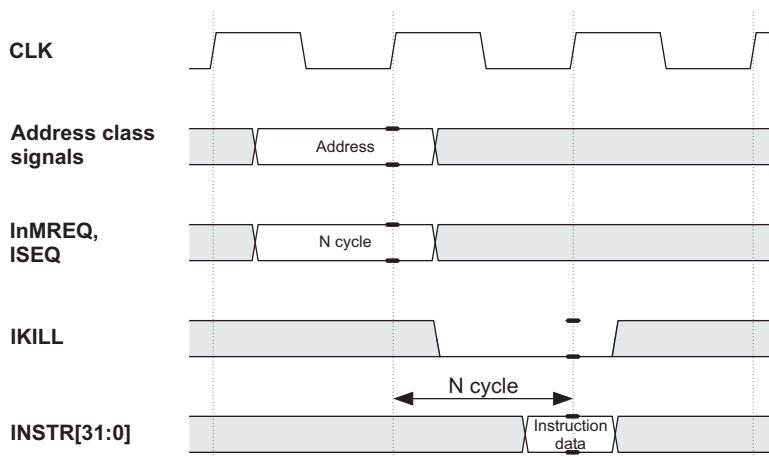 CLK
Address class
signals
Address
InMREQ,
ISEQ
N cycle
IKILL
N cycle
INSTR[31:0]
Instruction
data